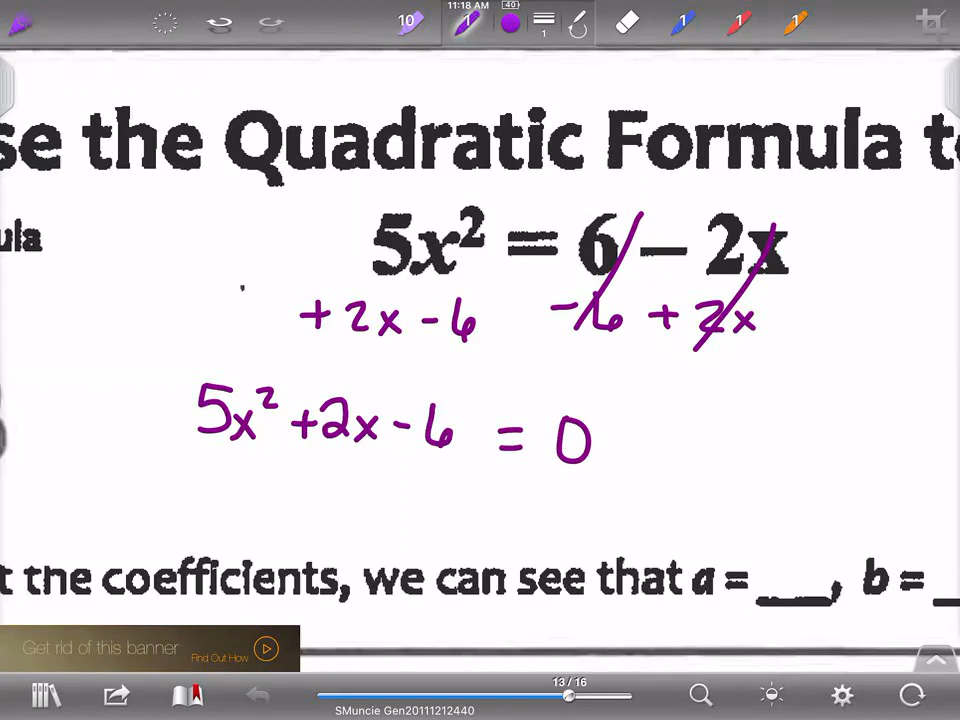 11:18 AM 40
10 1 1 1 1 1
se the Quadratic Formula t
ula
5x² = 6 – 2x
+ 2x - 6 - 6 + 2x
5x² + 2x - 6 = 0
t the coefficients, we can see that a = ___, b = _
Get rid of this banner
Find Out How
13 / 16
SMuncie Gen20111212440